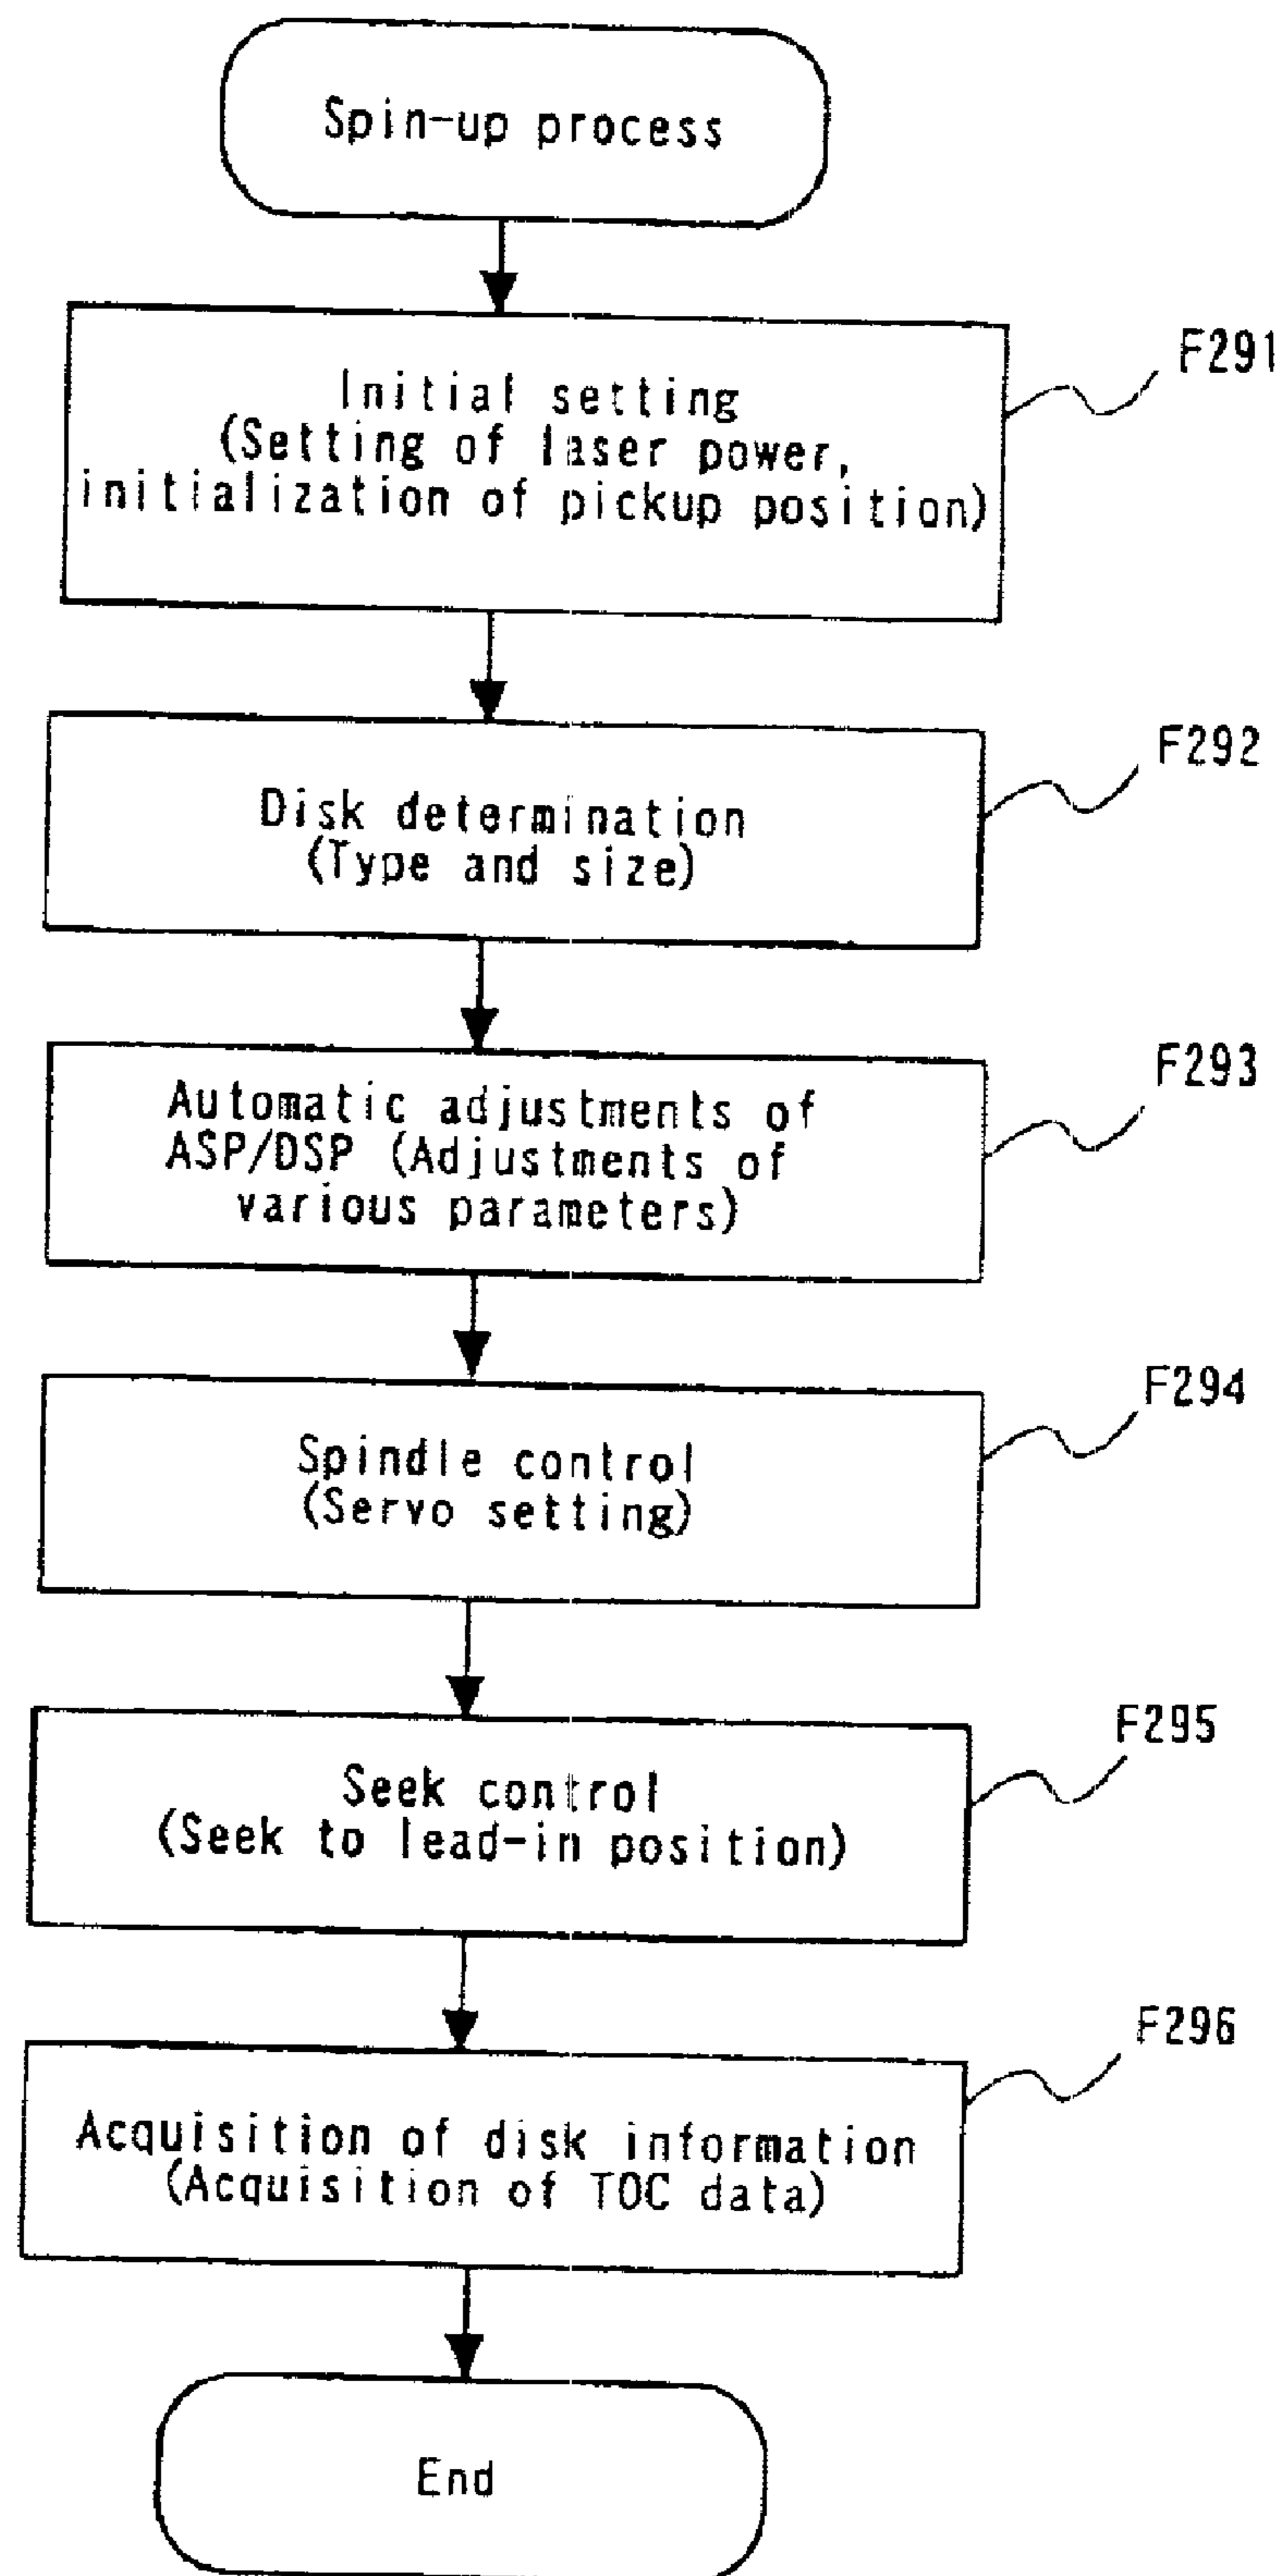 Spin-up process
F291
Initial setting
(Setting of laser power,
initialization of pickup position)
F292
Disk determination
(Type and size)
F293
Automatic adjustments of
ASP/DSP (Adjustments of
various parameters)
F294
Spindle control
(Servo setting)
F295
Seek control
(Seek to lead-in position)
F296
Acquisition of disk information
(Acquisition of TOC data)
End